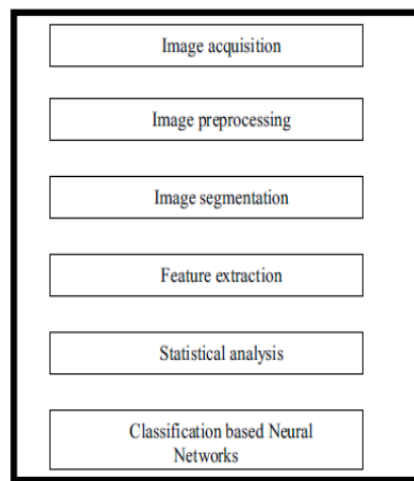 Image acquisition
Image preprocessing
Image segmentation
Feature extraction
Statistical analysis
Classification based Neural
Networks